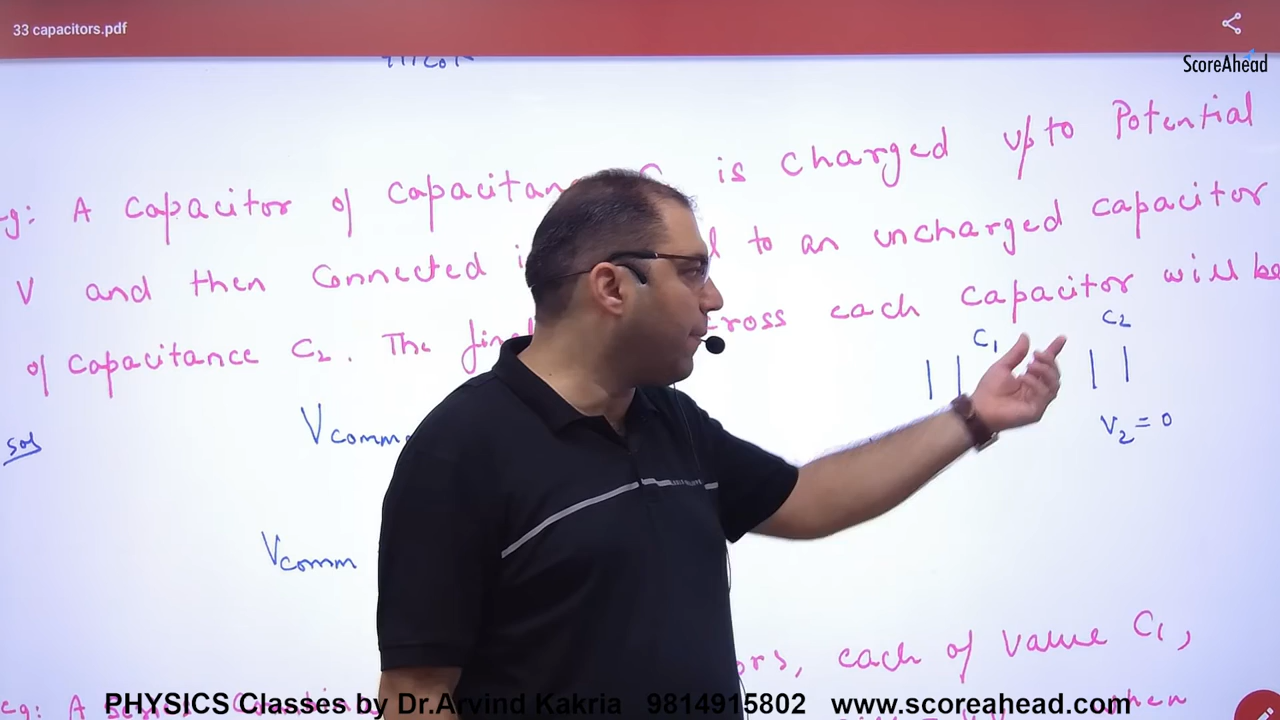 33 capacitors.pdf
ScoreAhead
eg: A Capacitor of Capacitan C is charged upto Potential
V and then Connected to an uncharged capacitor
of Capacitance C₂. The each capacitor will be
C₁ C₂
sol Vcomm V₂ = 0
Vcomm
each of value C₁,
eg: A
PHYSICS Classes by Dr.Arvind Kakria 9814915802 www.scoreahead.com